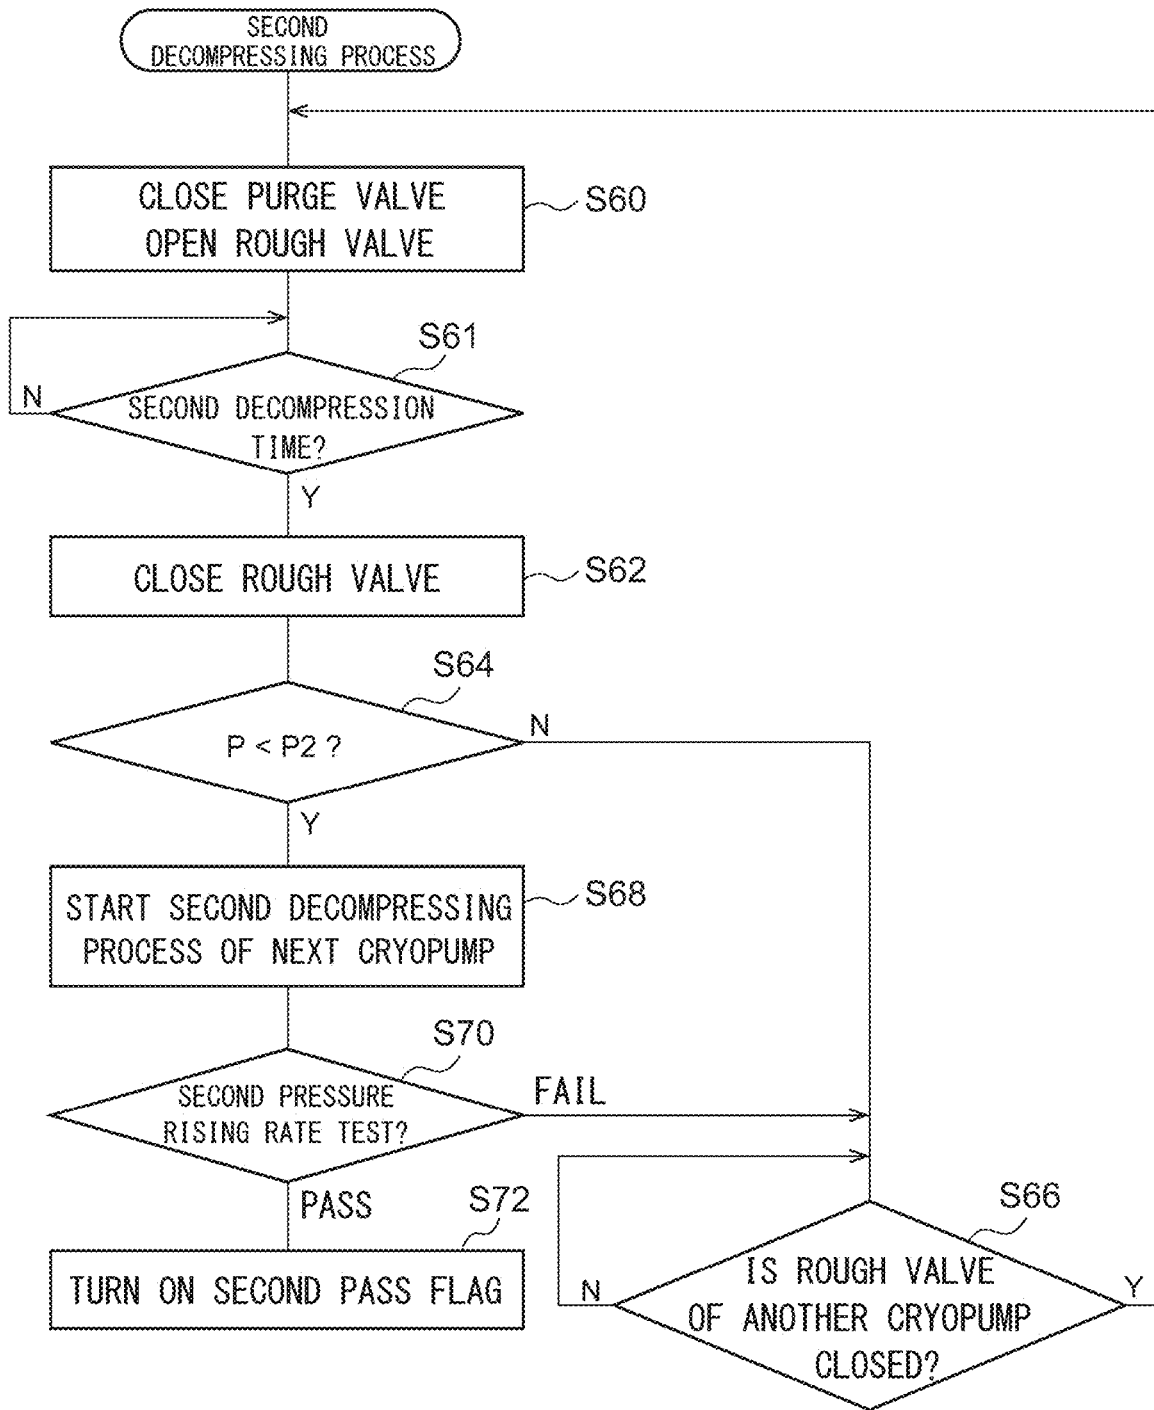 SECOND
DECOMPRESSING PROCESS
CLOSE PURGE VALVE
OPEN ROUGH VALVE
S60
S61
N
SECOND DECOMPRESSION
TIME?
Y
CLOSE ROUGH VALVE
S62
S64
P < P2 ?
N
Y
START SECOND DECOMPRESSING
PROCESS OF NEXT CRYOPUMP
S68
S70
SECOND PRESSURE
RISING RATE TEST?
FAIL
PASS
S72
TURN ON SECOND PASS FLAG
S66
N
IS ROUGH VALVE
OF ANOTHER CRYOPUMP
CLOSED?
Y